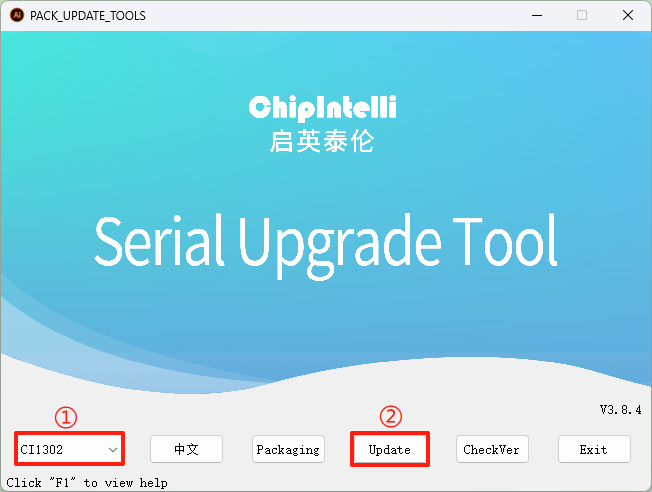 Ai PACK_UPDATE_TOOLS
ChipIntelli
启英泰伦
Serial Upgrade Tool
V3.8.4
① ②
CI1302 中文 Packaging Update CheckVer Exit
Click "F1" to view help